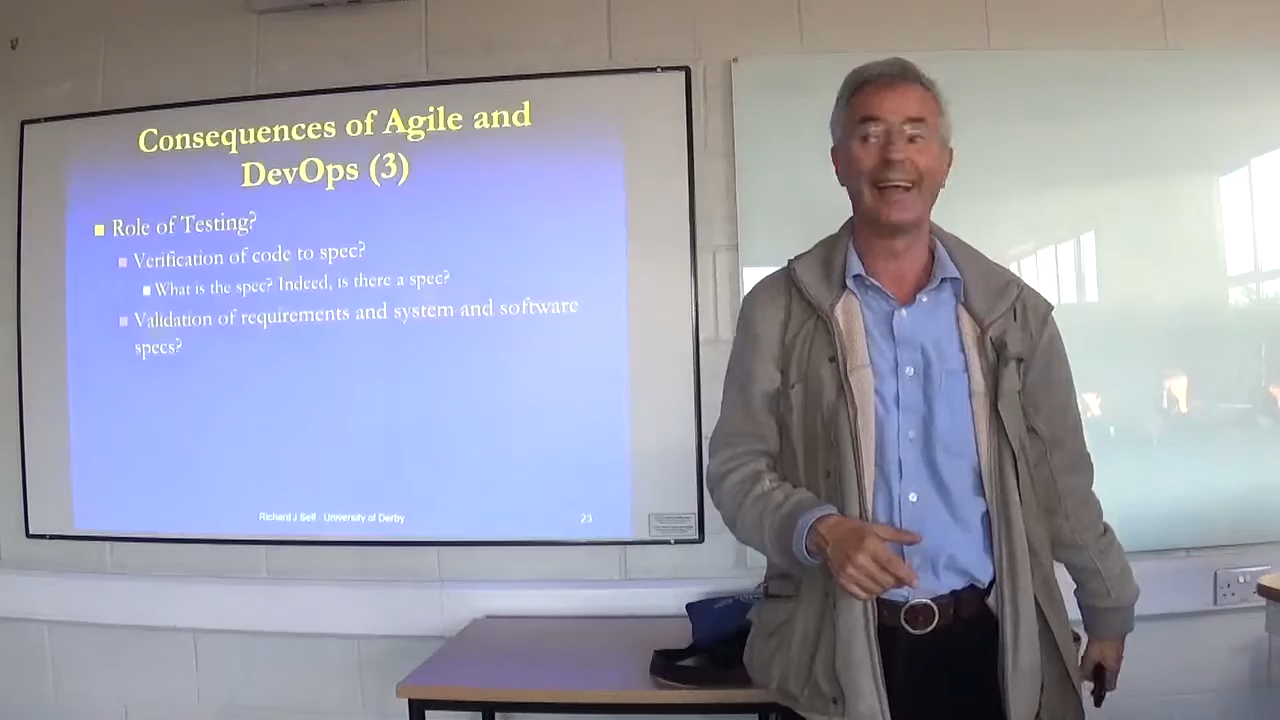 Consequences of Agile and
DevOps (3)
Role of Testing?
Verification of code to spec?
What is the spec? Indeed, is there a spec?
Validation of requirements and system and software
specs?
Richard J Self - University of Derby
23